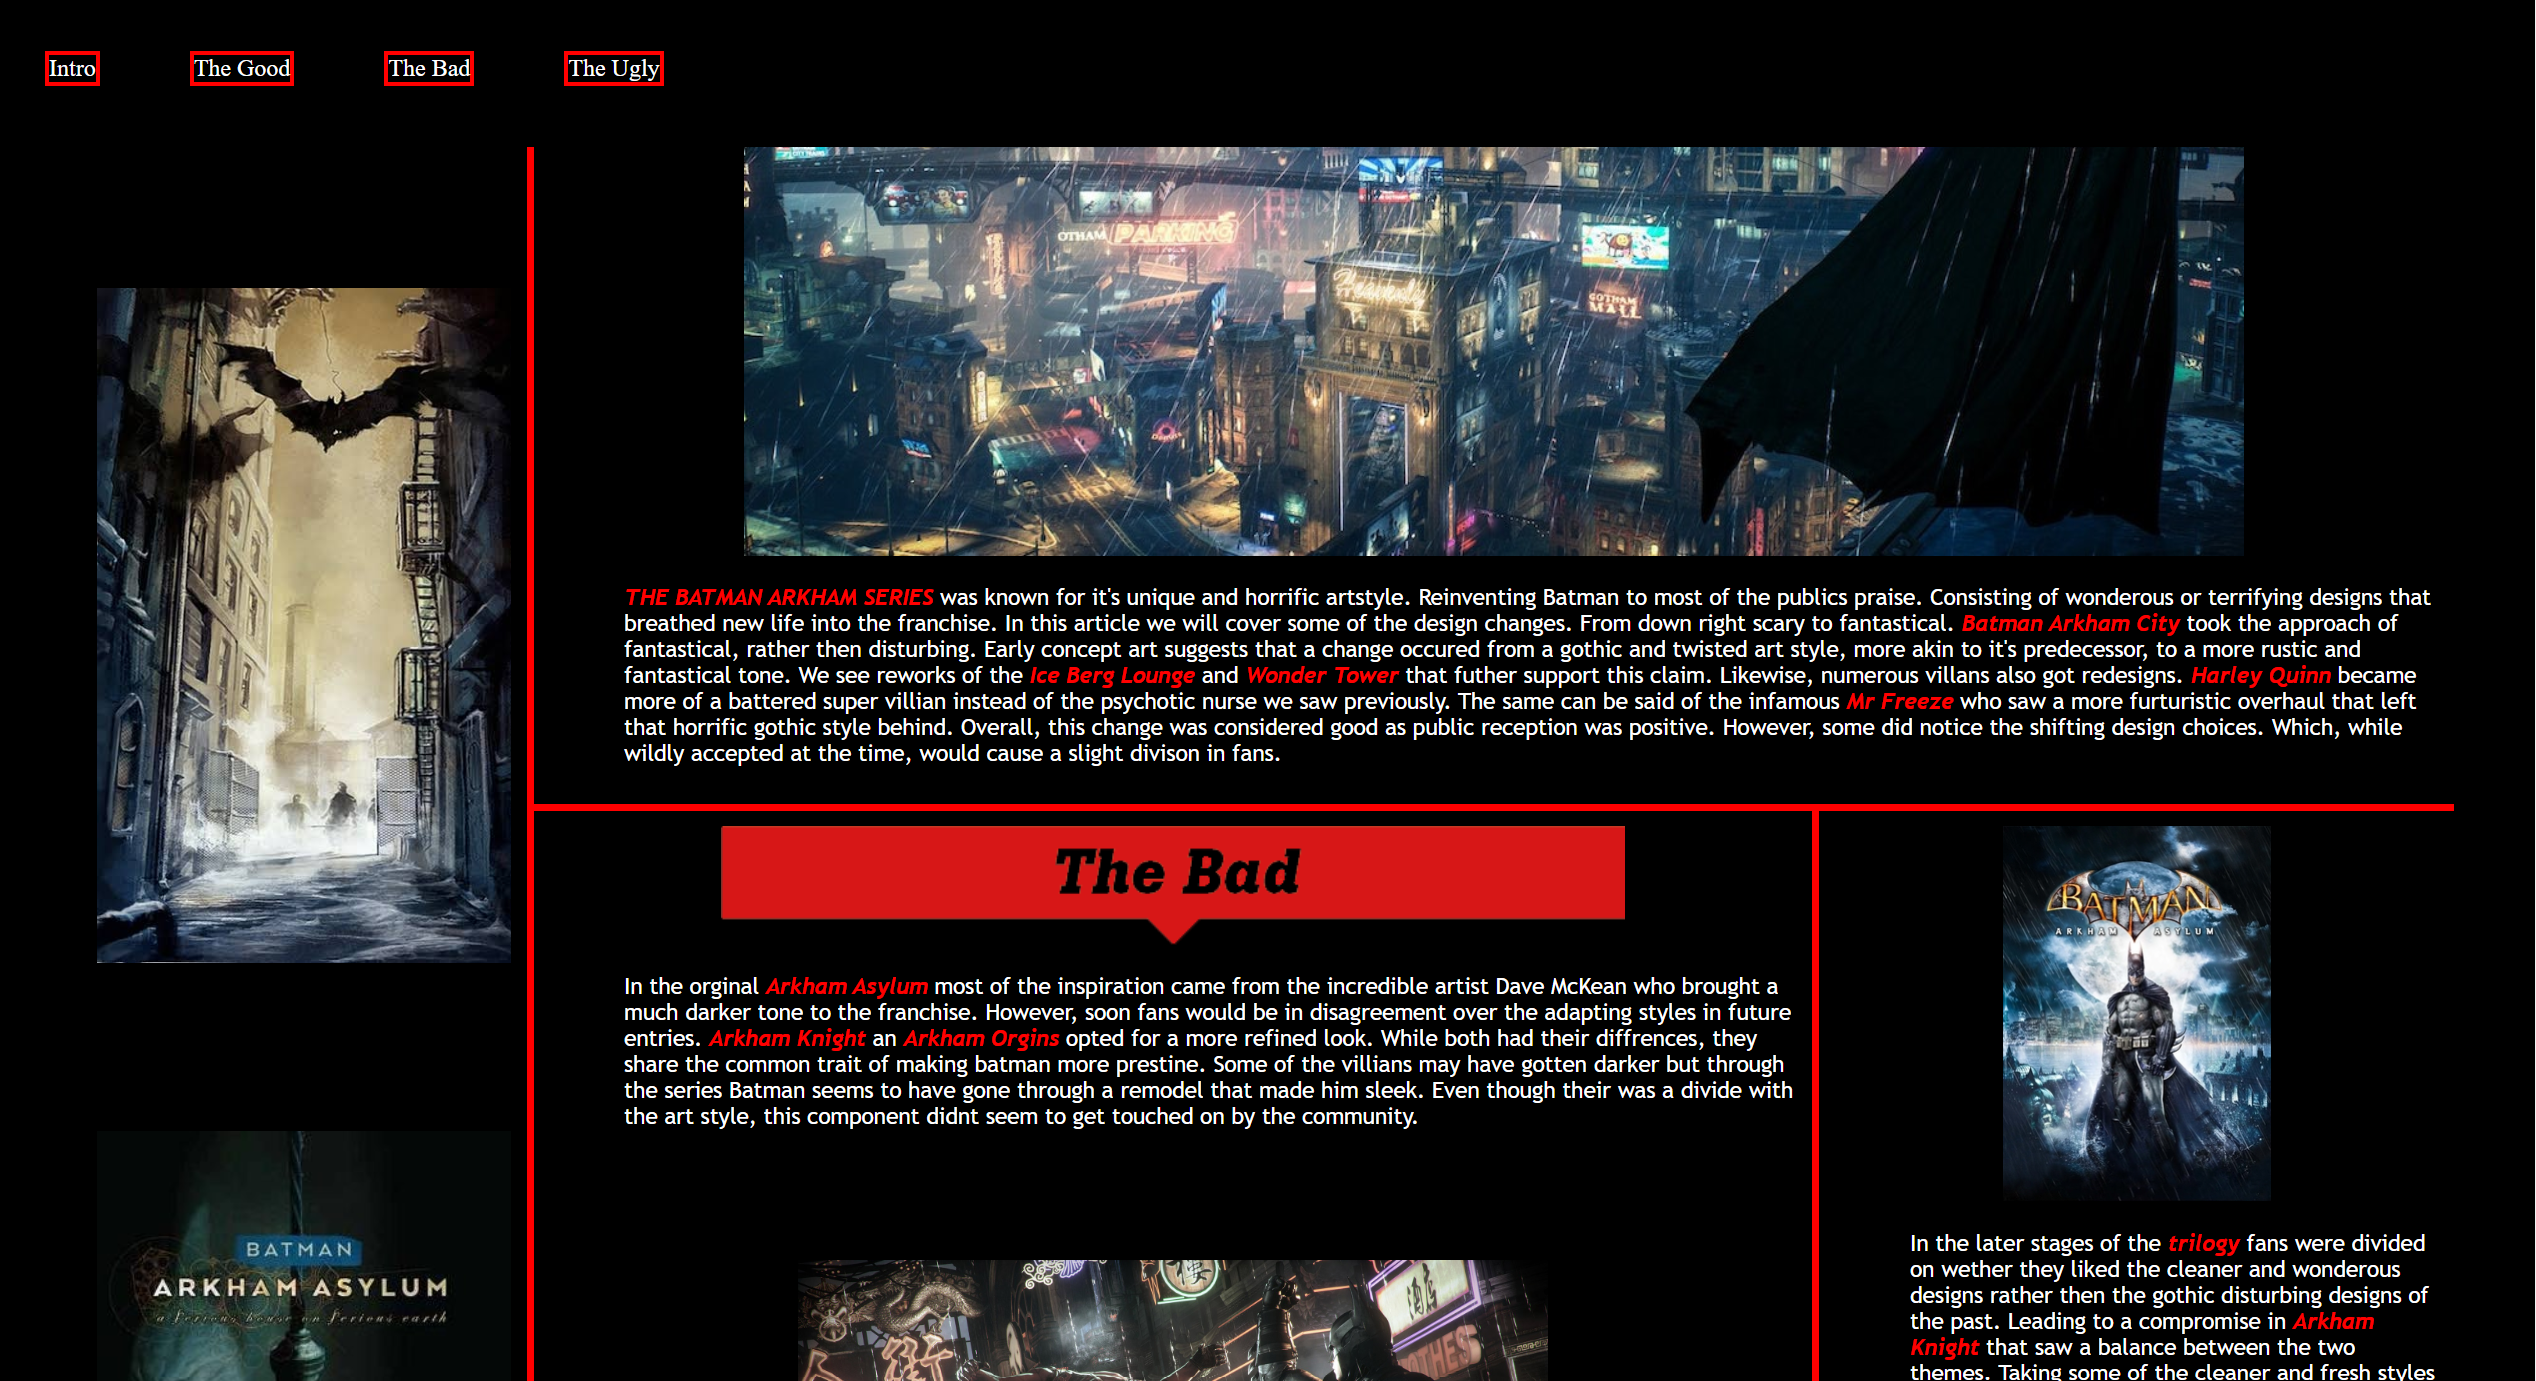 Intro
The Good
The Bad
The Ugly
OTHAM PARKING
Heavenly
GOTHAM
MALL
THE BATMAN ARKHAM SERIES was known for it's unique and horrific artstyle. Reinventing Batman to most of the publics praise. Consisting of wonderous or terrifying designs that
breathed new life into the franchise. In this article we will cover some of the design changes. From down right scary to fantastical. Batman Arkham City took the approach of
fantastical, rather then disturbing. Early concept art suggests that a change occured from a gothic and twisted art style, more akin to it's predecessor, to a more rustic and
fantastical tone. We see reworks of the Ice Berg Lounge and Wonder Tower that futher support this claim. Likewise, numerous villans also got redesigns. Harley Quinn became
more of a battered super villian instead of the psychotic nurse we saw previously. The same can be said of the infamous Mr Freeze who saw a more furturistic overhaul that left
that horrific gothic style behind. Overall, this change was considered good as public reception was positive. However, some did notice the shifting design choices. Which, while
wildly accepted at the time, would cause a slight divison in fans.
The Bad
In the orginal Arkham Asylum most of the inspiration came from the incredible artist Dave McKean who brought a
much darker tone to the franchise. However, soon fans would be in disagreement over the adapting styles in future
entries. Arkham Knight an Arkham Orgins opted for a more refined look. While both had their diffrences, they
share the common trait of making batman more prestine. Some of the villians may have gotten darker but through
the series Batman seems to have gone through a remodel that made him sleek. Even though their was a divide with
the art style, this component didnt seem to get touched on by the community.
BATMAN
ARKHAM ASYLUM
In the later stages of the trilogy fans were divided
on wether they liked the cleaner and wonderous
designs rather then the gothic disturbing designs of
the past. Leading to a compromise in Arkham
Knight that saw a balance between the two
themes. Taking some of the cleaner and fresh styles
BATMAN
ARKHAM ASYLUM
a serious house on serious earth
酒店